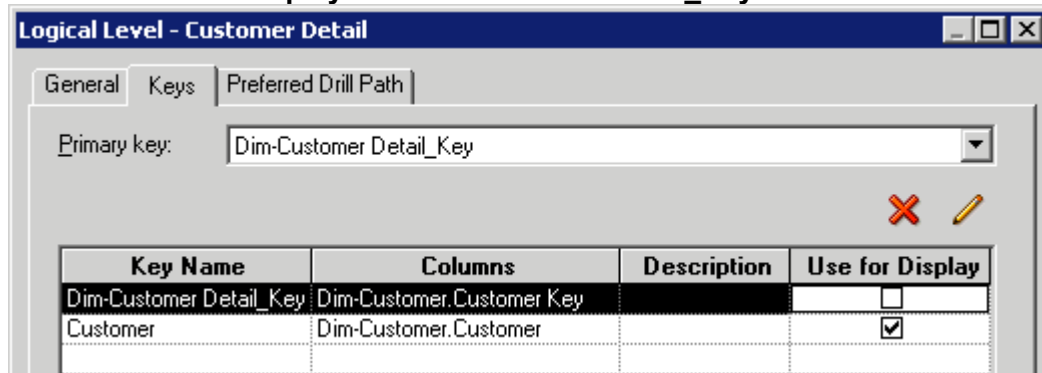 Logical Level - Customer Detail
General Keys Preferred Drill Path
Primary key: Dim-Customer Detail_Key
Key Name Columns Description Use for Display
Dim-Customer Detail_Key Dim-Customer.Customer Key
Customer Dim-Customer.Customer